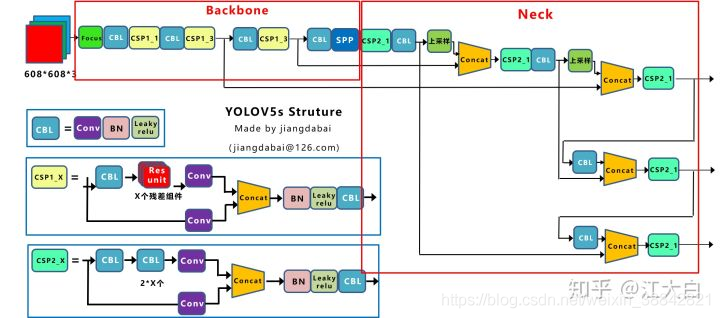 Backbone
Neck
Focus CBL CSP1_1 CBL CSP1_3 CBL CSP1_3 CBL SPP CSP2_1 CBL 上采样 Concat CSP2_1 CBL 上采样 Concat CSP2_1
608*608*3
YOLOV5s Struture
Made by jiangdabai
(jiangdabai@126.com)
CBL = Conv BN Leaky relu
CSP1_X = CBL Res unit Conv
X个残差组件
Concat BN Leaky relu CBL
Conv
CBL Concat CSP2_1
CBL Concat CSP2_1
CSP2_X = CBL CBL Conv
2*X个
Concat BN Leaky relu CBL
Conv
知乎 @江大白